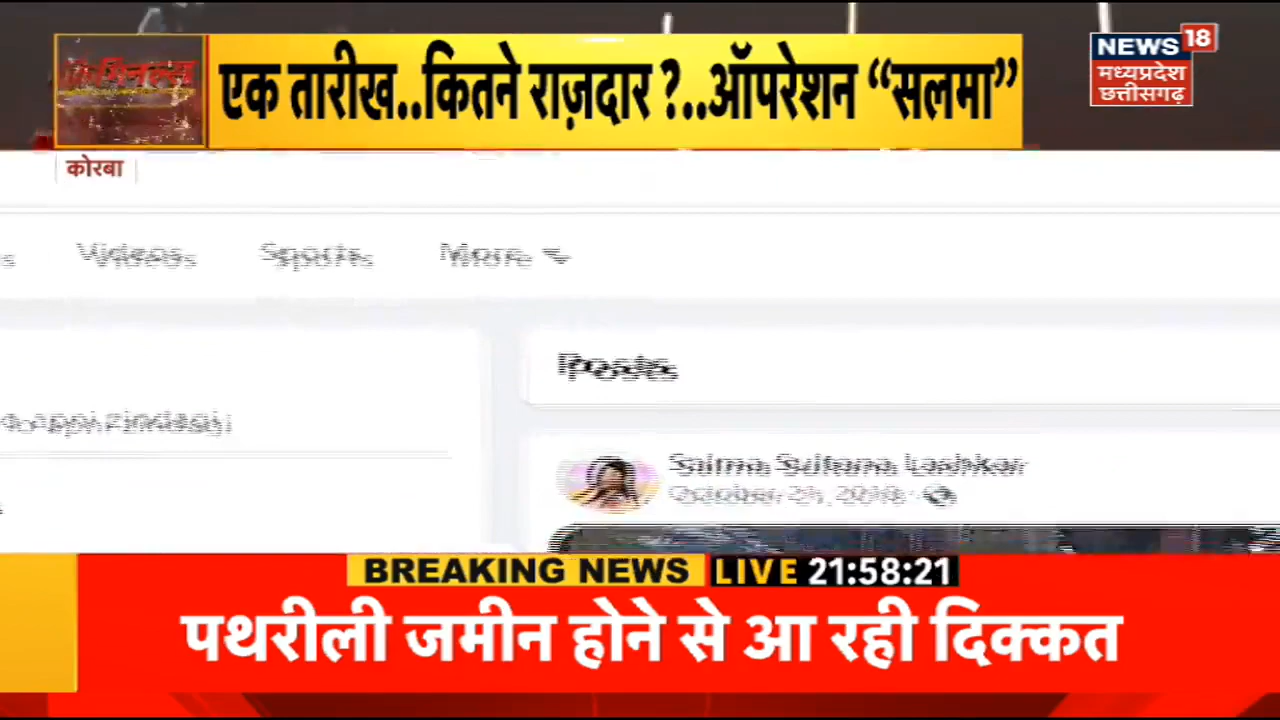 एक तारीख..कितने राज़दार ?..ऑपरेशन “सलमा”
NEWS 18
मध्यप्रदेश
छत्तीसगढ़
कोरबा
Videos Sports More
Posts
Salma Sultana Lashkar
BREAKING NEWS LIVE 21:58:21
पथरीली जमीन होने से आ रही दिक्कत